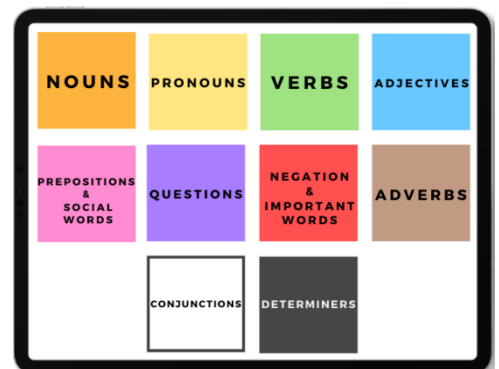 NOUNS
PRONOUNS
VERBS
ADJECTIVES
PREPOSITIONS
&
SOCIAL
WORDS
QUESTIONS
NEGATION
&
IMPORTANT
WORDS
ADVERBS
CONJUNCTIONS
DETERMINERS